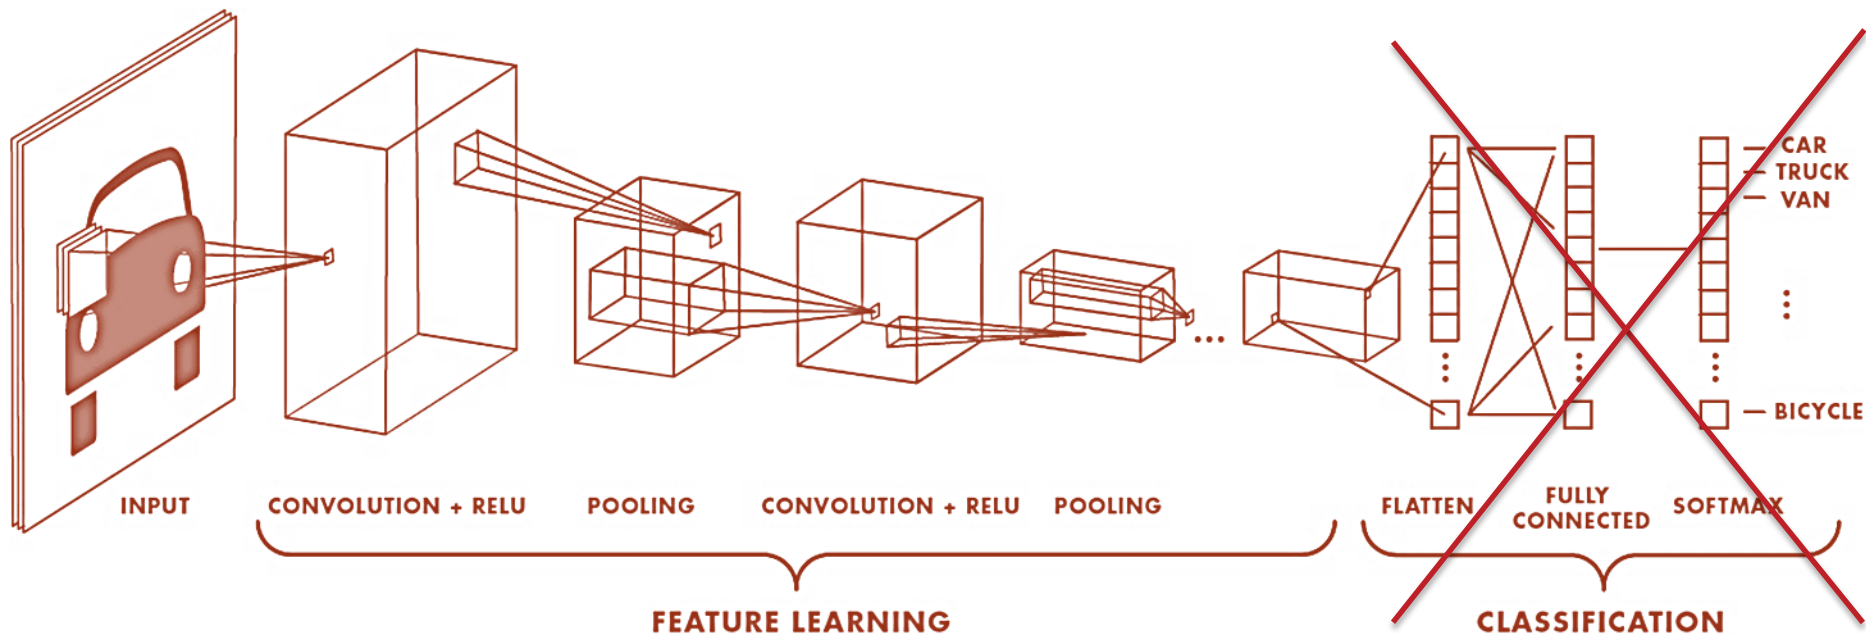 CAR
TRUCK
VAN
BICYCLE
INPUT
CONVOLUTION + RELU
POOLING
CONVOLUTION + RELU
POOLING
FLATTEN
FULLY
CONNECTED
SOFTMAX
FEATURE LEARNING
CLASSIFICATION